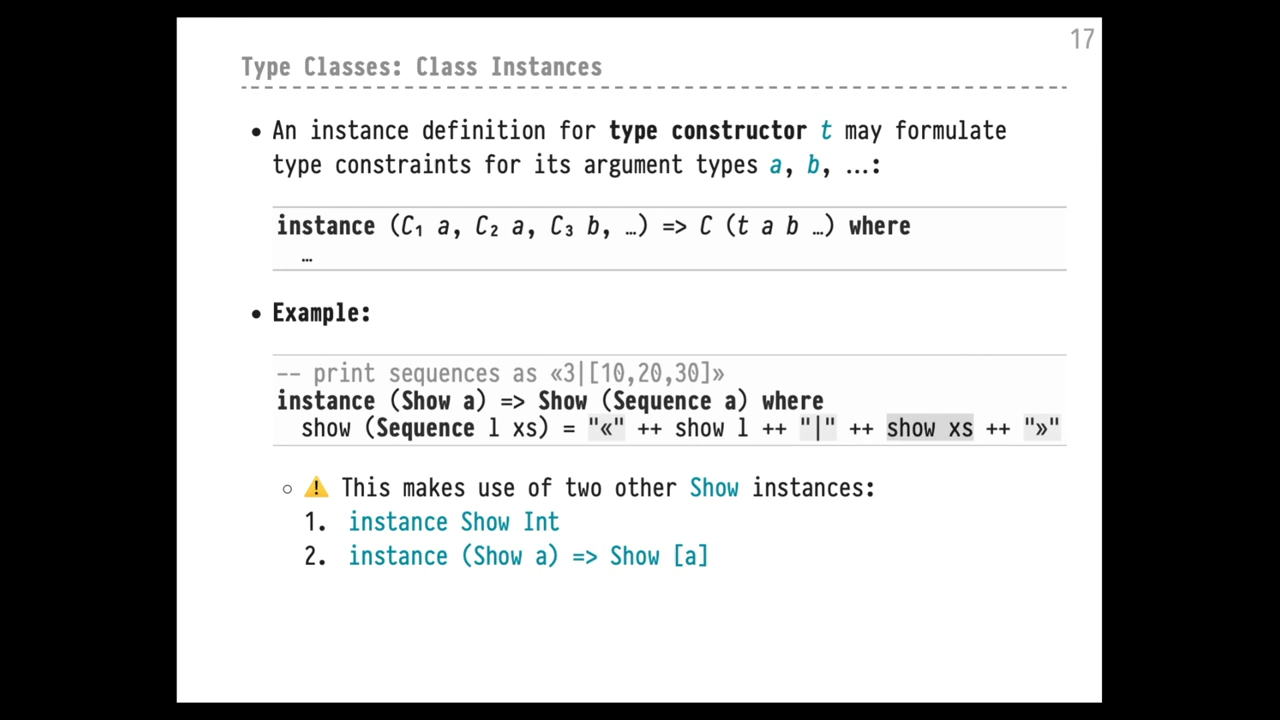 17
Type Classes: Class Instances
• An instance definition for type constructor t may formulate
type constraints for its argument types a, b, …:
instance (C₁ a, C₂ a, C₃ b, …) => C (t a b …) where
…
• Example:
-- print sequences as «3|[10,20,30]»
instance (Show a) => Show (Sequence a) where
show (Sequence l xs) = "«" ++ show l ++ "|" ++ show xs ++ "»"
○ ⚠ This makes use of two other Show instances:
1. instance Show Int
2. instance (Show a) => Show [a]